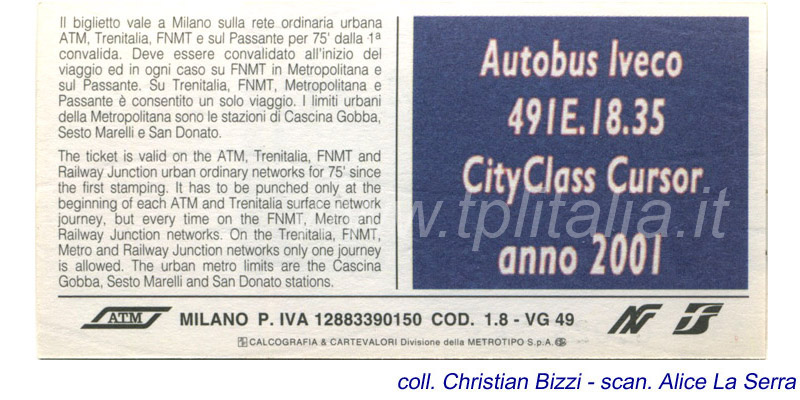 Il biglietto vale a Milano sulla rete ordinaria urbana
ATM, Trenitalia, FNMT e sul Passante per 75' dalla 1ª
convalida. Deve essere convalidato all'inizio del
viaggio ed in ogni caso su FNMT in Metropolitana e
sul Passante. Su Trenitalia, FNMT, Metropolitana e
Passante è consentito un solo viaggio. I limiti urbani
della Metropolitana sono le stazioni di Cascina Gobba,
Sesto Marelli e San Donato.
The ticket is valid on the ATM, Trenitalia, FNMT and
Railway Junction urban ordinary networks for 75' since
the first stamping. It has to be punched only at the
beginning of each ATM and Trenitalia surface network
journey, but every time on the FNMT, Metro and
Railway Junction networks. On the Trenitalia, FNMT,
Metro and Railway Junction networks only one journey
is allowed. The urban metro limits are the Cascina
Gobba, Sesto Marelli and San Donato stations.
Autobus Iveco
491E.18.35
CityClass Cursor
anno 2001
www.tplitalia.it
ATM MILANO P. IVA 12883390150 COD. 1.8 - VG 49
CALCOGRAFIA & CARTEVALORI Divisione della METROTIPO S.p.A.
coll. Christian Bizzi - scan. Alice La Serra